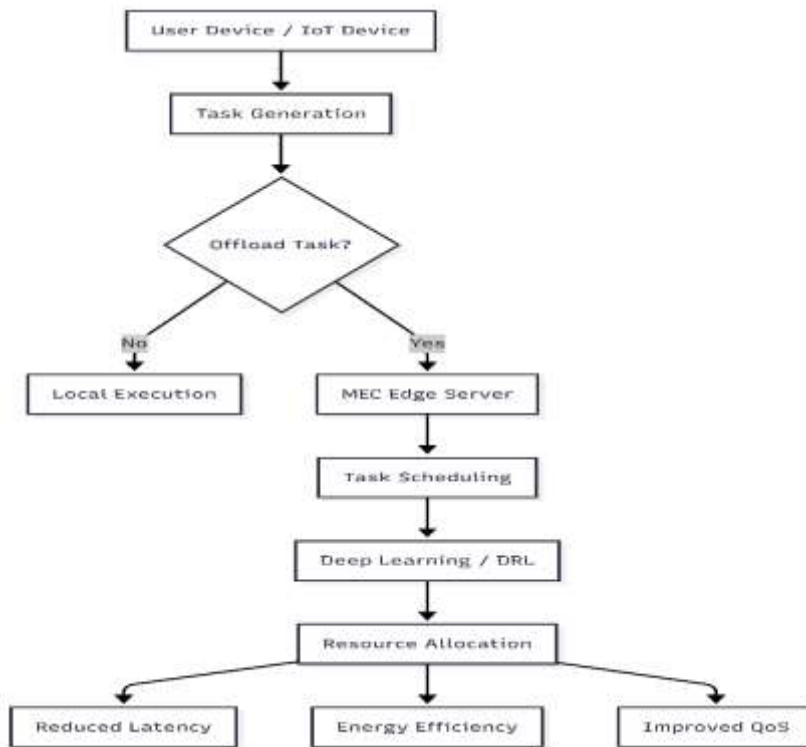 User Device / IoT Device
Task Generation
Offload Task?
No
Yes
Local Execution
MEC Edge Server
Task Scheduling
Deep Learning / DRL
Resource Allocation
Reduced Latency
Energy Efficiency
Improved QoS